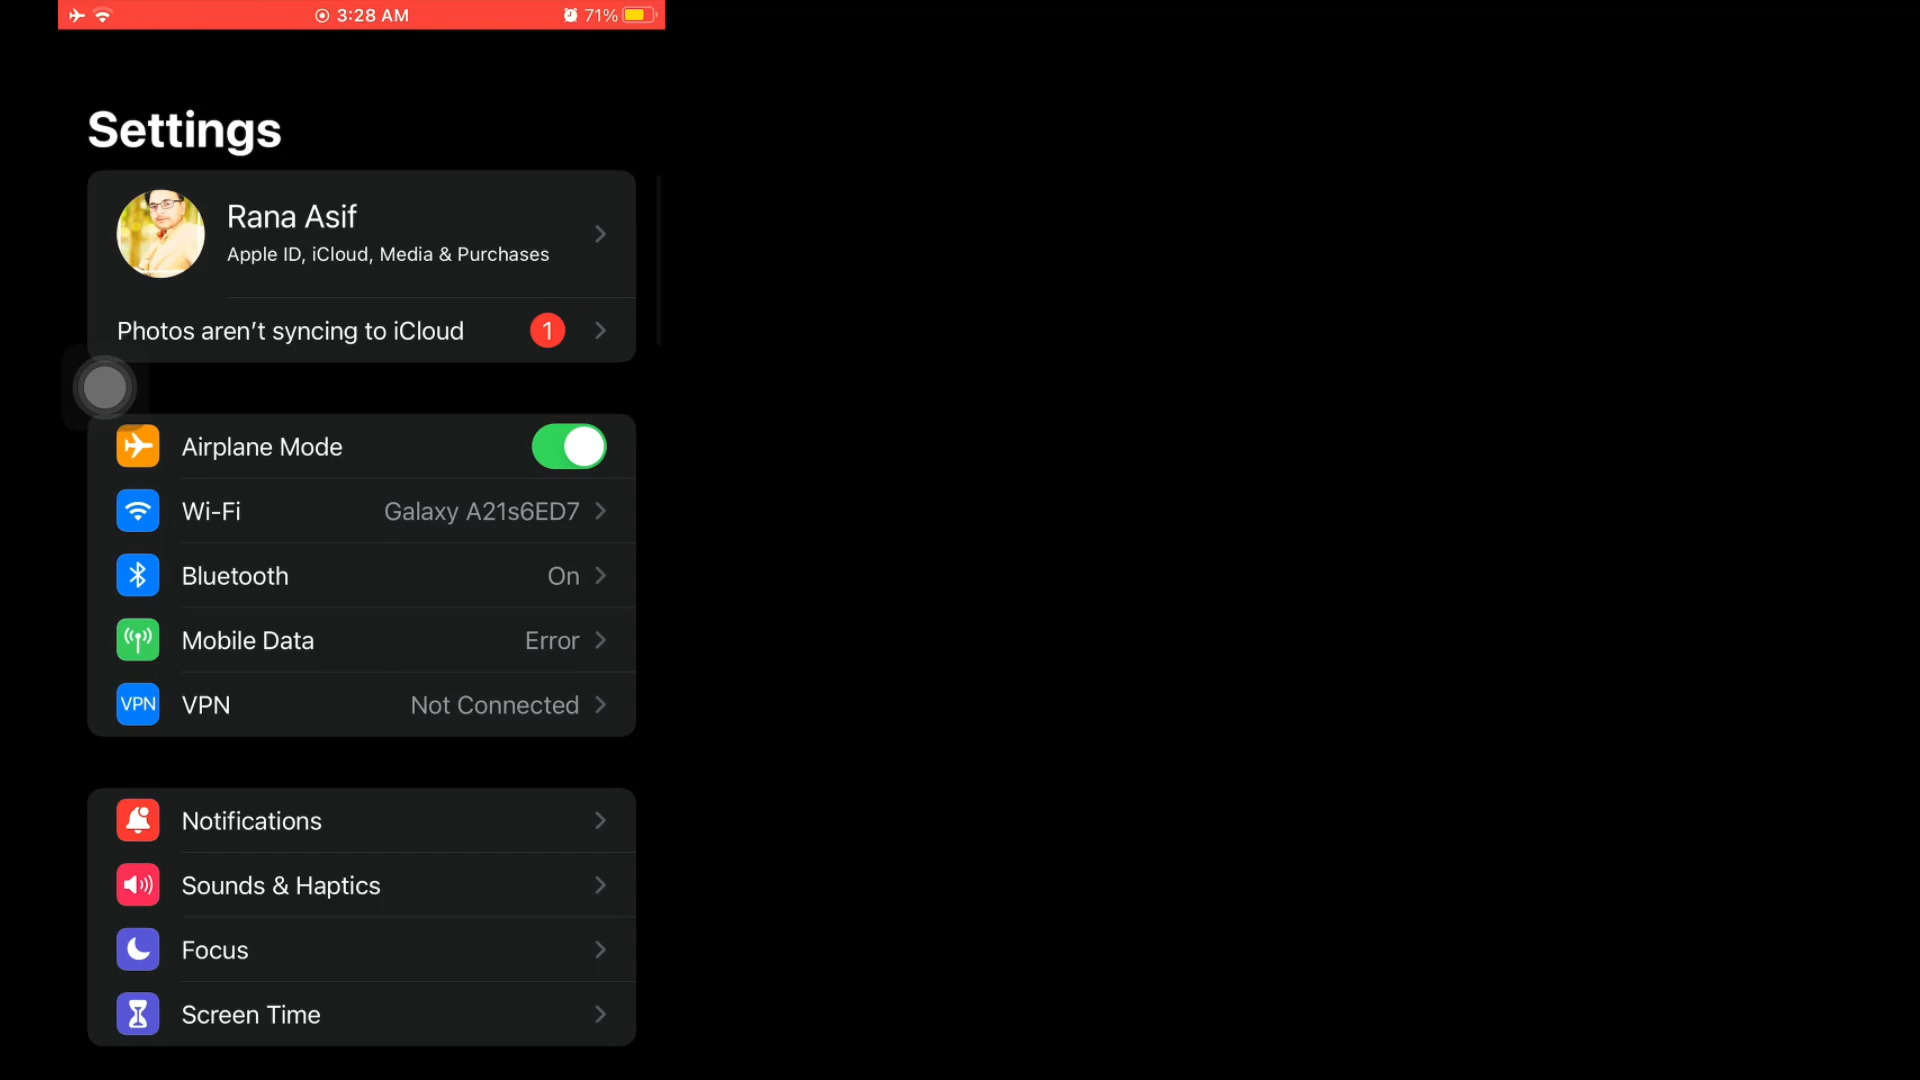 3:28 AM 71%
Settings
Rana Asif
Apple ID, iCloud, Media & Purchases
Photos aren’t syncing to iCloud 1
Airplane Mode
Wi-Fi Galaxy A21s6ED7
Bluetooth On
Mobile Data Error
VPN VPN Not Connected
Notifications
Sounds & Haptics
Focus
Screen Time